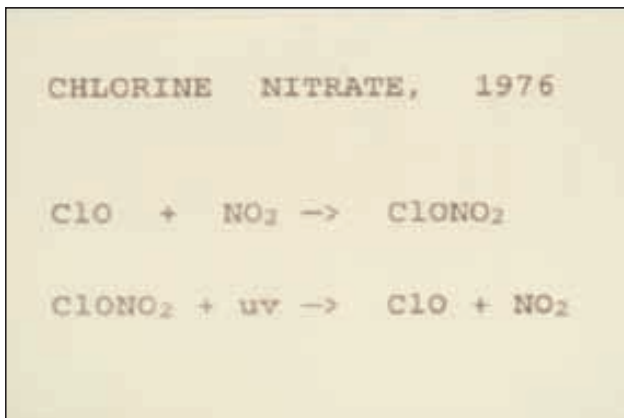 CHLORINE NITRATE, 1976
ClO + NO₂ —> ClONO₂
ClONO₂ + uv —> ClO + NO₂